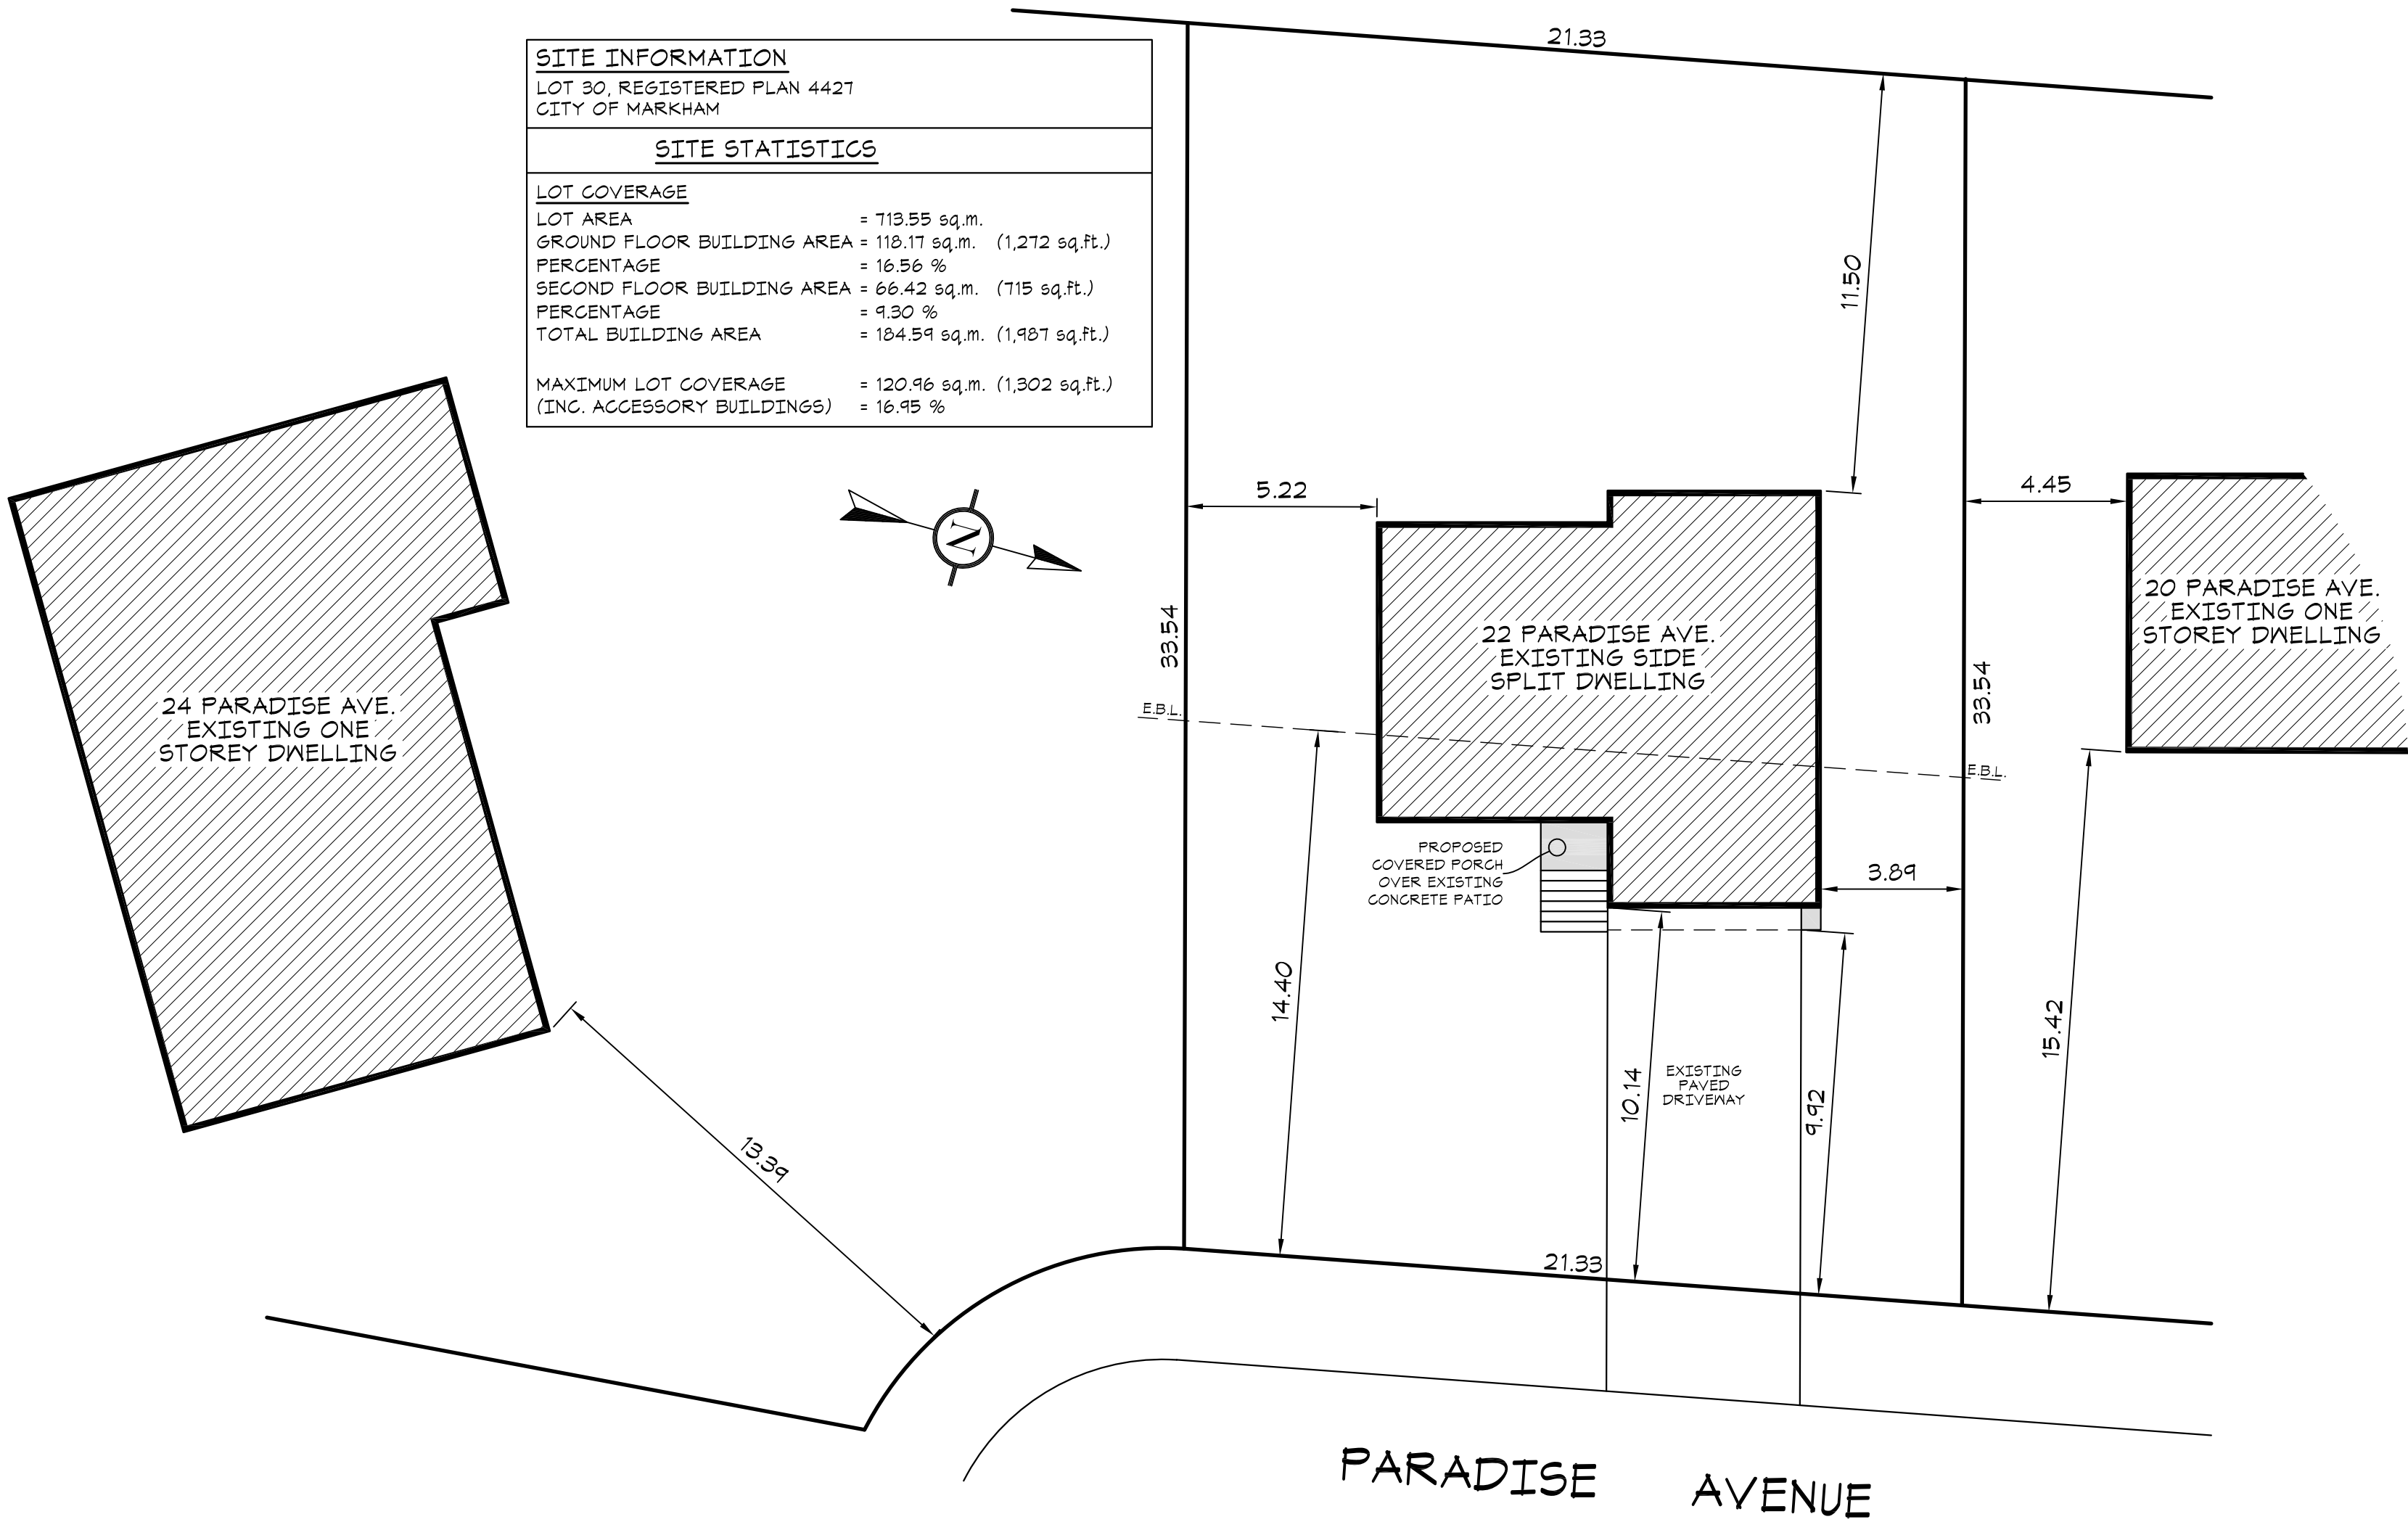 21.33
SITE INFORMATION
LOT 30, REGISTERED PLAN 4427
CITY OF MARKHAM
SITE STATISTICS
LOT COVERAGE
LOT AREA = 713.55 sq.m.
GROUND FLOOR BUILDING AREA = 118.17 sq.m. (1,272 sq.ft.)
PERCENTAGE = 16.56 %
SECOND FLOOR BUILDING AREA = 66.42 sq.m. (715 sq.ft.)
PERCENTAGE = 9.30 %
TOTAL BUILDING AREA = 184.59 sq.m. (1,987 sq.ft.)
MAXIMUM LOT COVERAGE = 120.96 sq.m. (1,302 sq.ft.)
(INC. ACCESSORY BUILDINGS) = 16.95 %
11.50
5.22
4.45
N
33.54
22 PARADISE AVE.
EXISTING SIDE
SPLIT DWELLING
20 PARADISE AVE.
EXISTING ONE
STOREY DWELLING
33.54
24 PARADISE AVE.
EXISTING ONE
STOREY DWELLING
E.B.L.
E.B.L.
PROPOSED
COVERED PORCH
OVER EXISTING
CONCRETE PATIO
3.89
14.40
10.14
EXISTING
PAVED
DRIVEWAY
9.92
15.42
13.39
21.33
PARADISE AVENUE